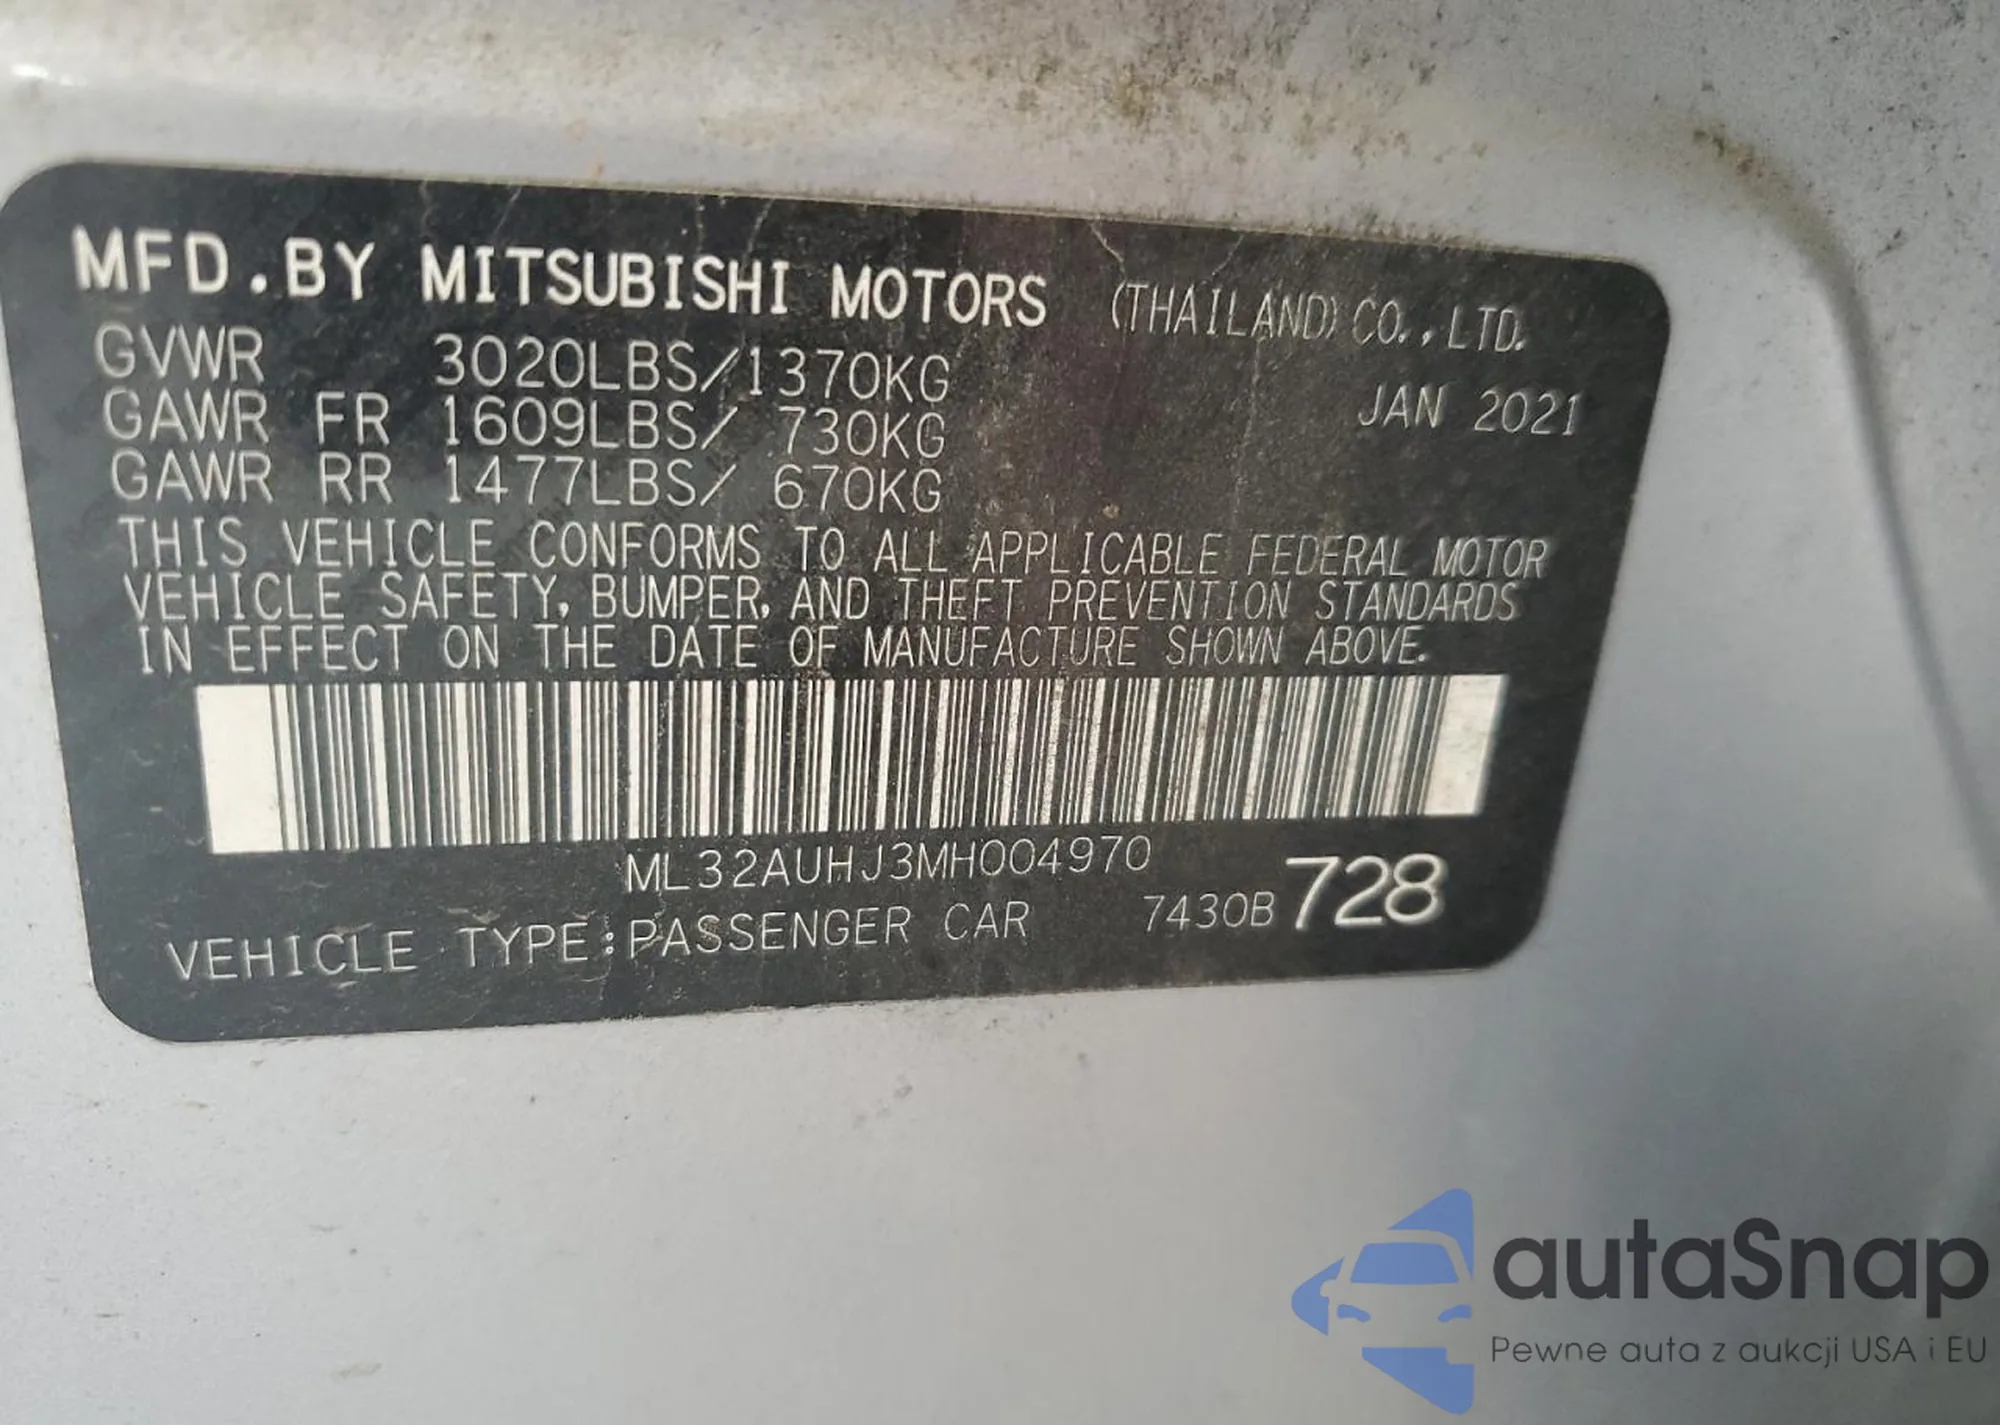 MFD.BY MITSUBISHI MOTORS (THAILAND) CO.,LTD.
GVWR 3020LBS/1370KG
JAN 2021
GAWR FR 1609LBS/ 730KG
GAWR RR 1477LBS/ 670KG
THIS VEHICLE CONFORMS TO ALL APPLICABLE FEDERAL MOTOR
VEHICLE SAFETY, BUMPER, AND THEFT PREVENTION STANDARDS
IN EFFECT ON THE DATE OF MANUFACTURE SHOWN ABOVE.
ML32AUHJ3MH004970
VEHICLE TYPE:PASSENGER CAR 7430B 728
autaSnap
Pewne auta z aukcji USA i EU